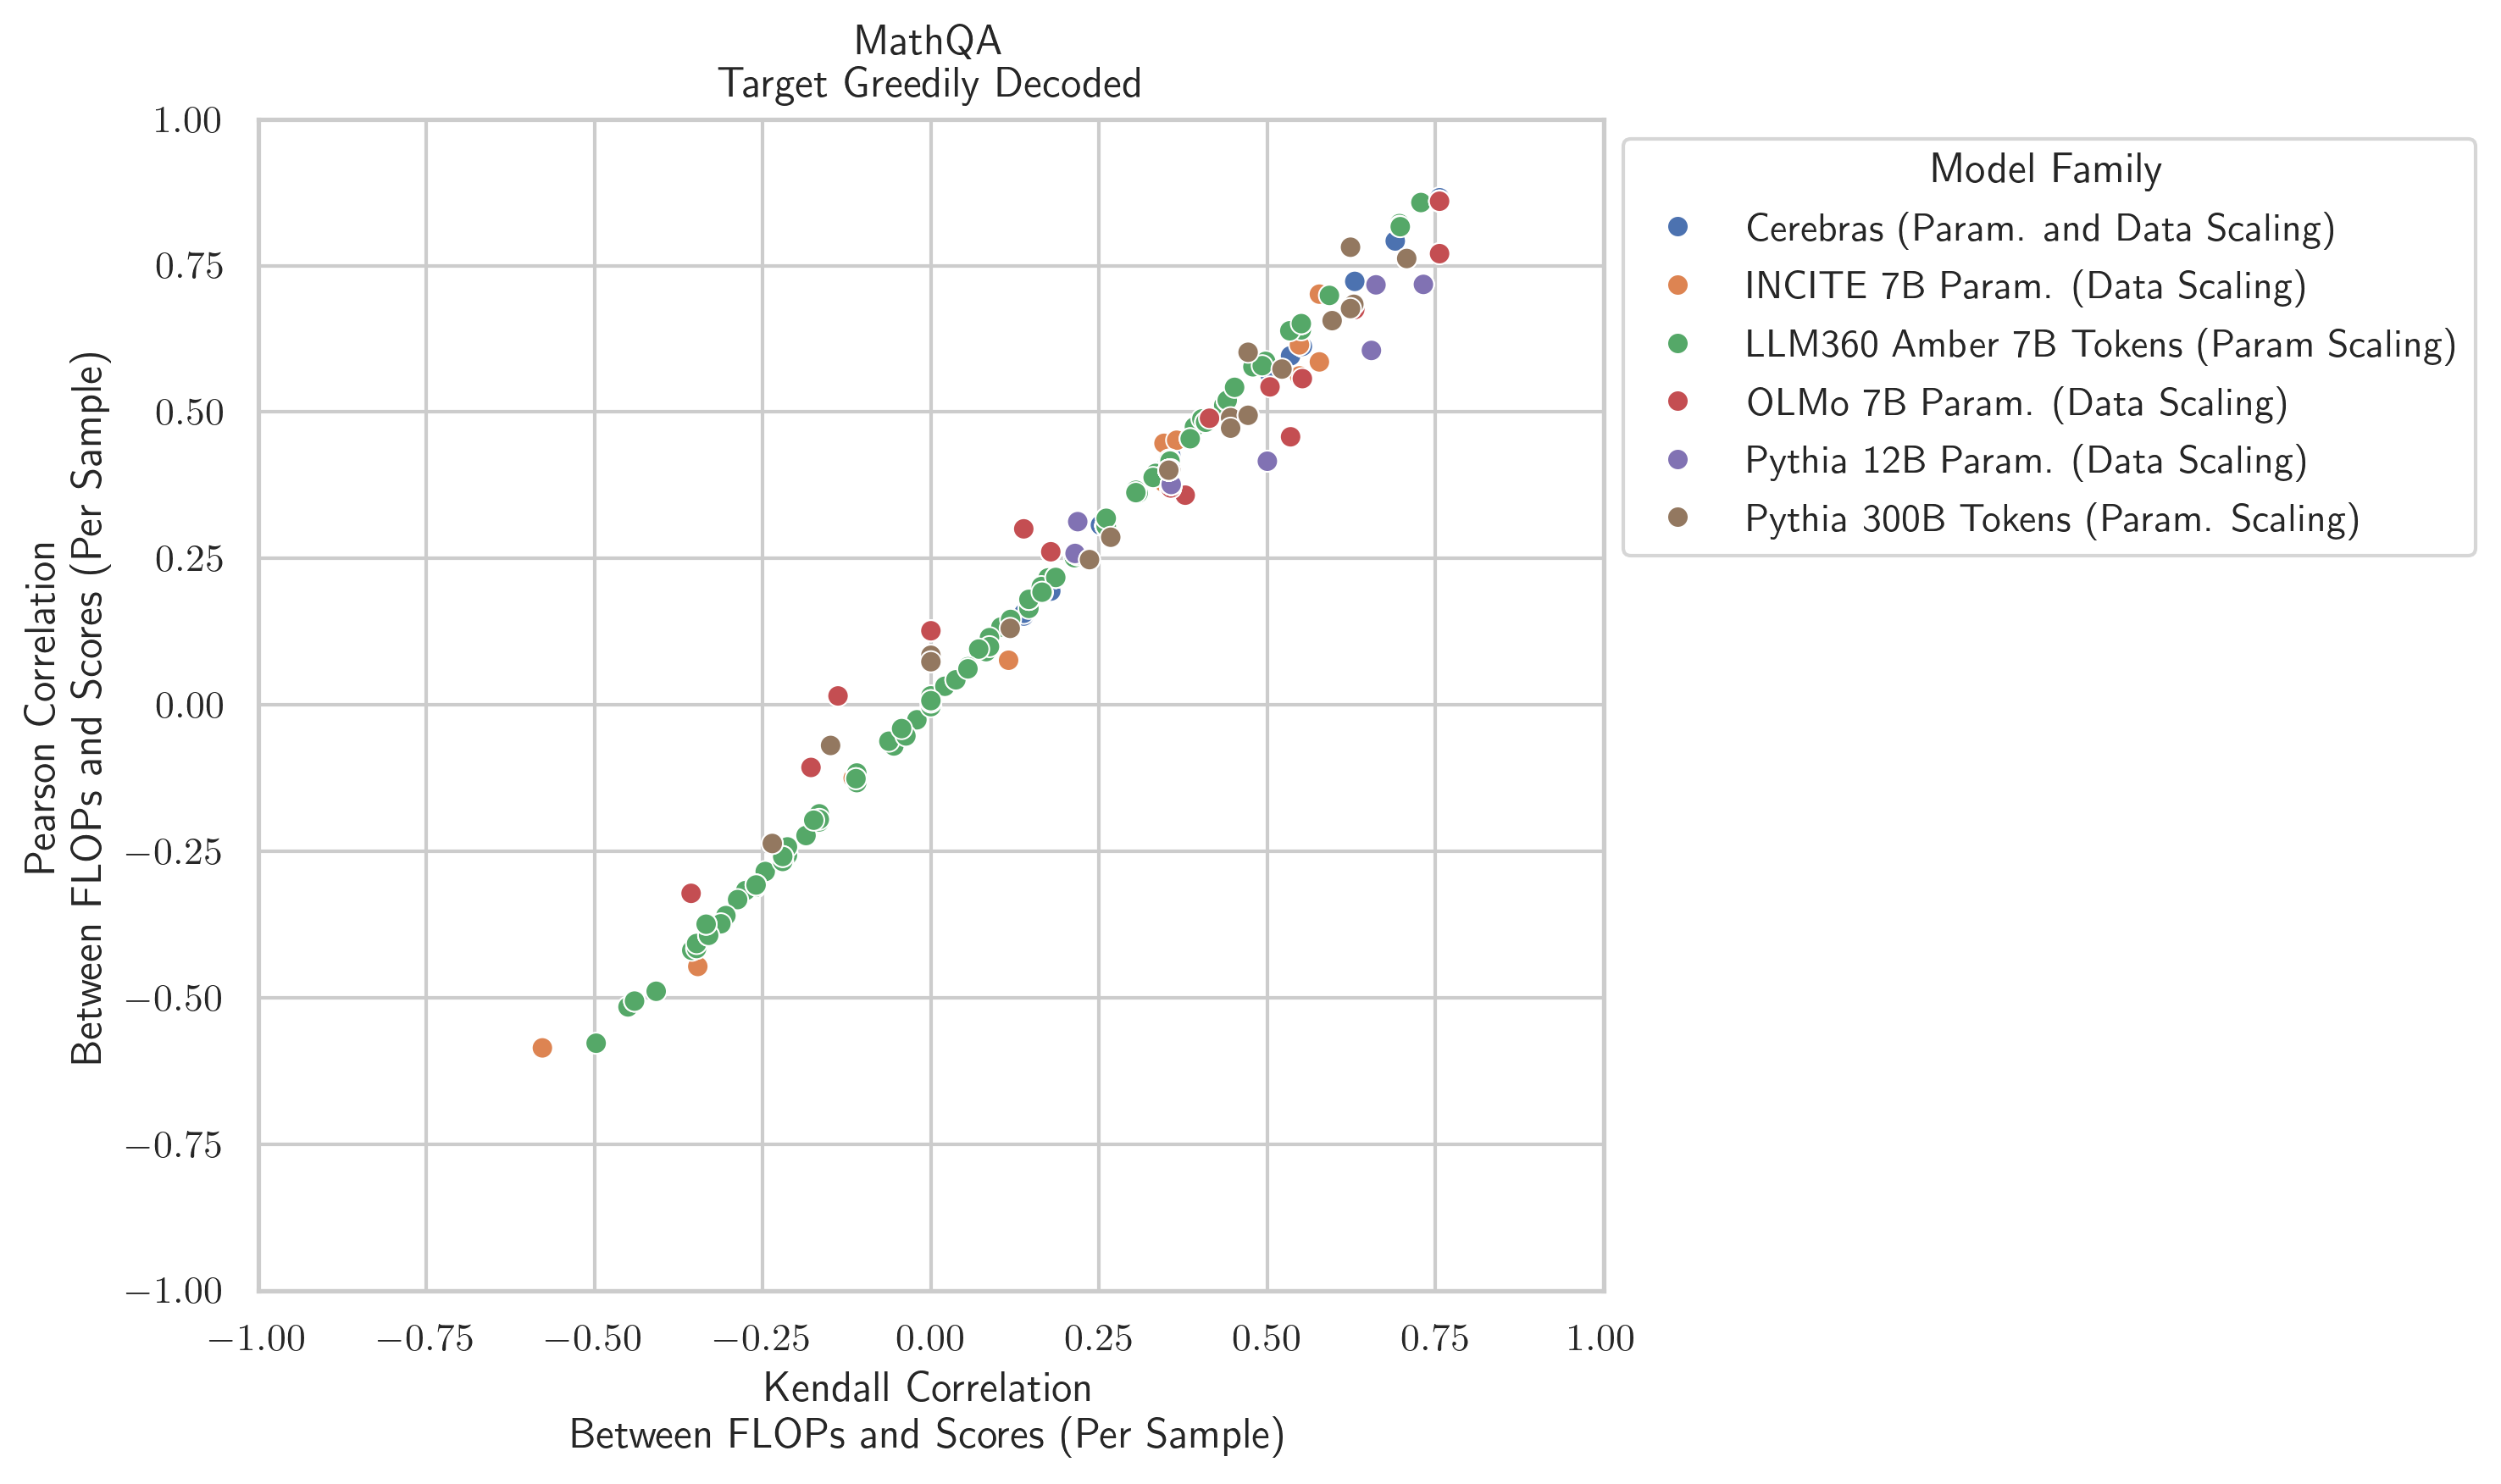 MathQA
Target Greedily Decoded
1.00
0.75
0.50
0.25
0.00
−0.25
−0.50
−0.75
−1.00
Pearson Correlation
Between FLOPs and Scores (Per Sample)
−1.00
−0.75
−0.50
−0.25
0.00
0.25
0.50
0.75
1.00
Kendall Correlation
Between FLOPs and Scores (Per Sample)
Model Family
Cerebras (Param. and Data Scaling)
INCITE 7B Param. (Data Scaling)
LLM360 Amber 7B Tokens (Param Scaling)
OLMo 7B Param. (Data Scaling)
Pythia 12B Param. (Data Scaling)
Pythia 300B Tokens (Param. Scaling)